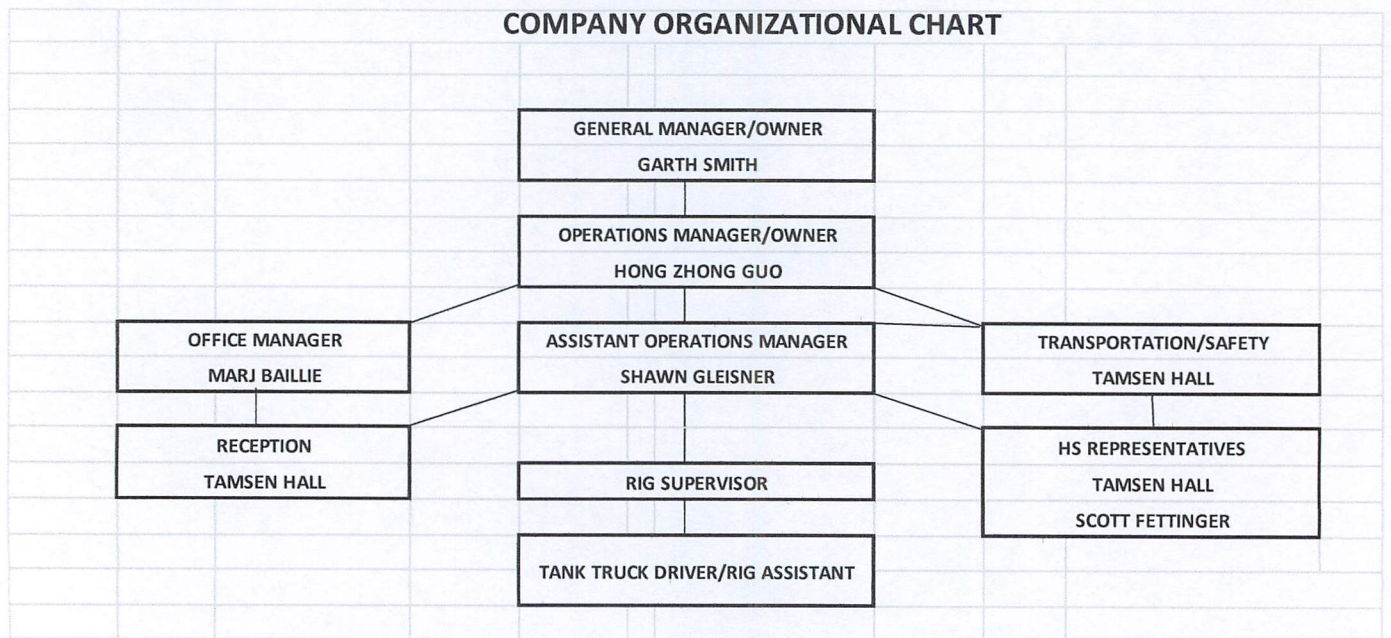 COMPANY ORGANIZATIONAL CHART
GENERAL MANAGER/OWNER
GARTH SMITH
OPERATIONS MANAGER/OWNER
HONG ZHONG GUO
OFFICE MANAGER
MARJ BAILLIE
ASSISTANT OPERATIONS MANAGER
SHAWN GLEISNER
TRANSPORTATION/SAFETY
TAMSEN HALL
RECEPTION
TAMSEN HALL
HS REPRESENTATIVES
TAMSEN HALL
SCOTT FETTINGER
RIG SUPERVISOR
TANK TRUCK DRIVER/RIG ASSISTANT